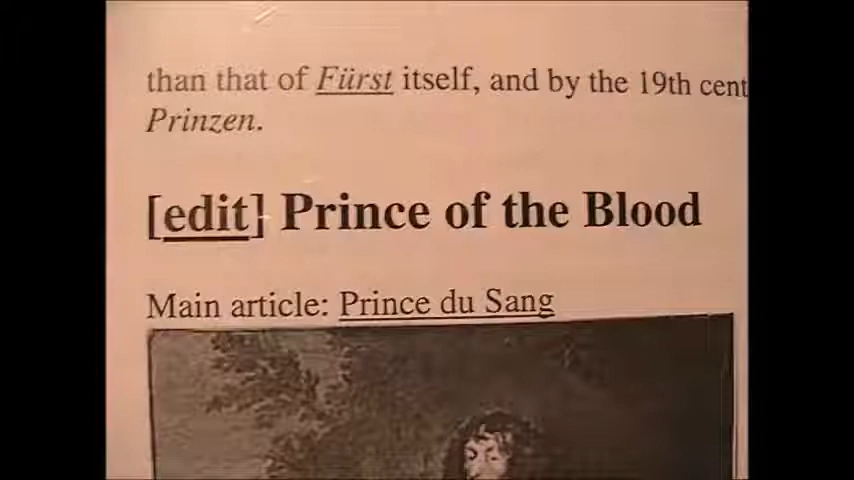 than that of Fürst itself, and by the 19th cent
Prinzen.
[edit] Prince of the Blood
Main article: Prince du Sang